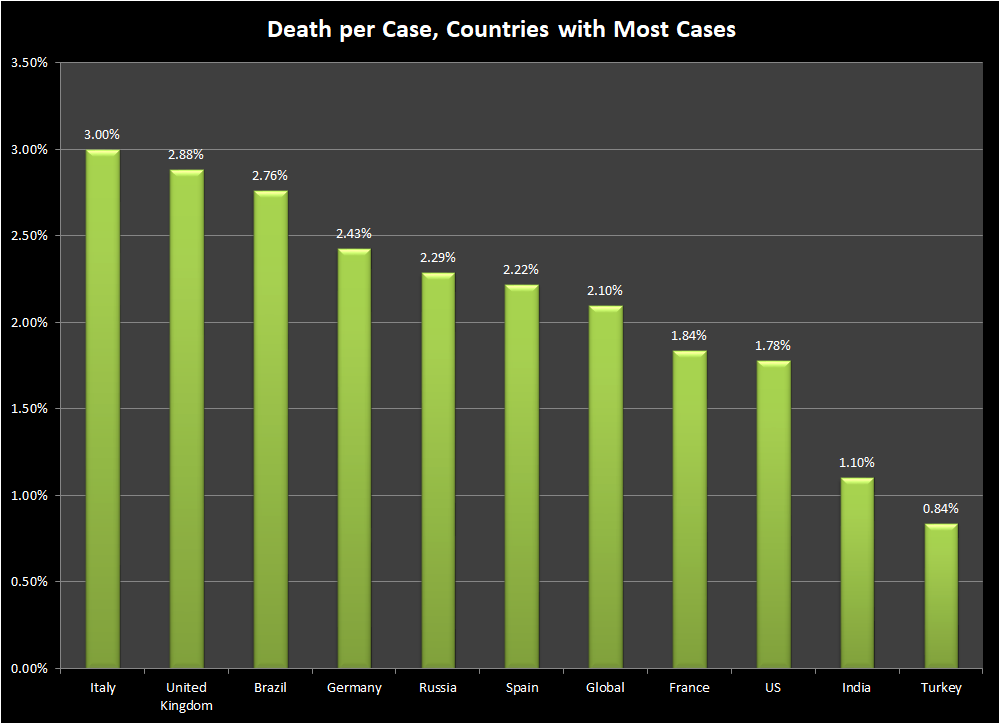 Death per Case, Countries with Most Cases
3.50%
3.00%
2.50%
2.00%
1.50%
1.00%
0.50%
0.00%
3.00%
2.88%
2.76%
2.43%
2.29%
2.22%
2.10%
1.84%
1.78%
1.10%
0.84%
Italy
United
Kingdom
Brazil
Germany
Russia
Spain
Global
France
US
India
Turkey